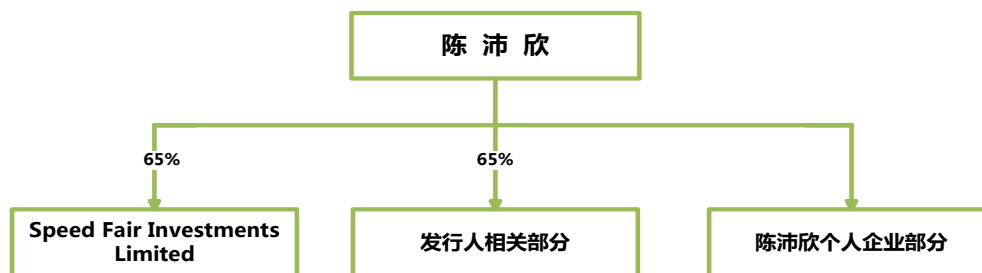 陈 沛 欣
65%
65%
Speed Fair Investments
Limited
发行人相关部分
陈沛欣个人企业部分